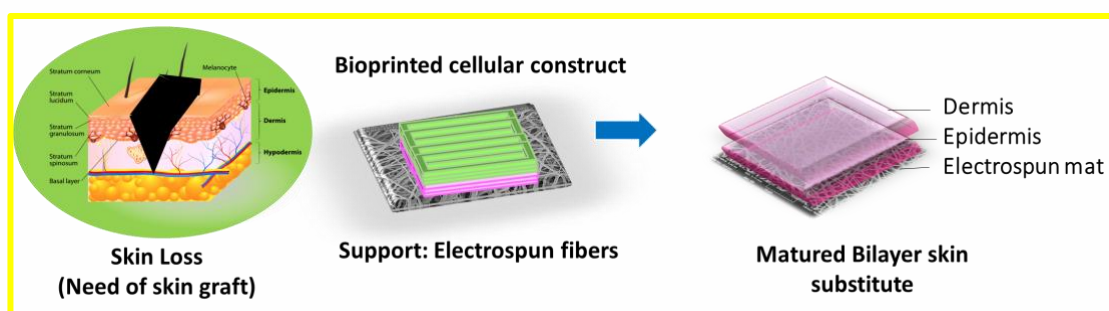 Stratum corneum
Stratum lucidum
Stratum granulosum
Stratum spinosum
Basal layer
Melanocyte
Epidermis
Dermis
Hypodermis
Skin Loss
(Need of skin graft)
Bioprinted cellular construct
Support: Electrospun fibers
Dermis
Epidermis
Electrospun mat
Matured Bilayer skin
substitute